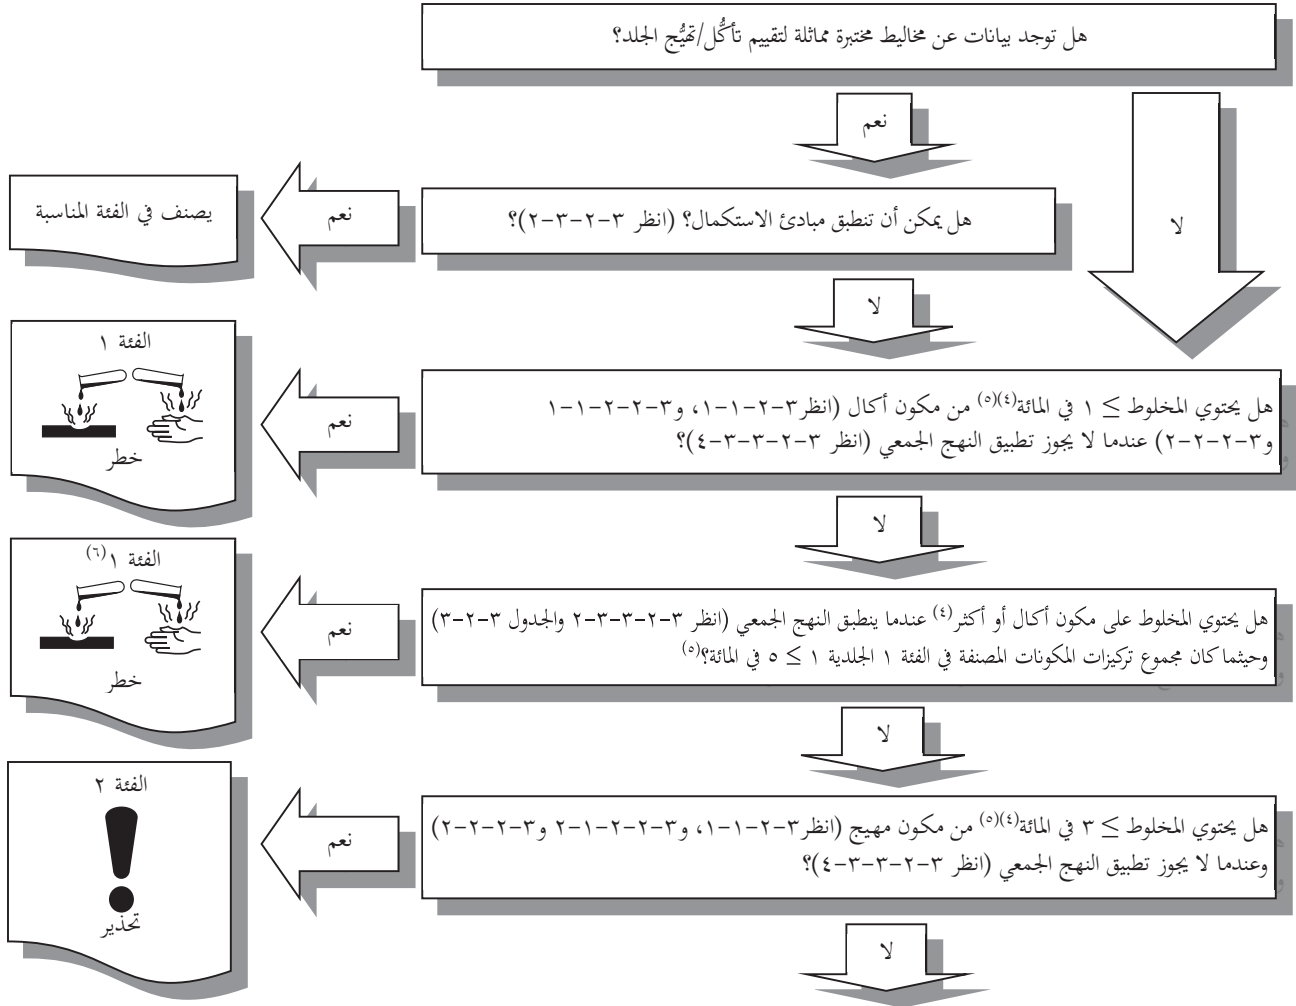 هل توجد بيانات عن مخاليط مختبرة مماثلة لتقييم تأكُّل/تهيُّج الجلد؟
نعم
لا
هل يمكن أن تنطبق مبادئ الاستكمال؟ (انظر ٣-٢-٣-٢)؟
نعم
يصنف في الفئة المناسبة
لا
هل يحتوي المخلوط ≥ ١ في المائة(٤)(٥) من مكون أكال (انظر٣-٢-١-١، و٣-٢-٢-١-١
و٣-٢-٢-٢) عندما لا يجوز تطبيق النهج الجمعي (انظر ٣-٢-٣-٣-٤)؟
نعم
الفئة ١
خطر
لا
هل يحتوي المخلوط على مكون أكال أو أكثر(٤) عندما ينطبق النهج الجمعي (انظر ٣-٢-٣-٣-٢ والجدول ٣-٢-٣)
وحيثما كان مجموع تركيزات المكونات المصنفة في الفئة ١ الجلدية ١ ≥ ٥ في المائة؟(٥)
نعم
الفئة ١(٦)
خطر
لا
هل يحتوي المخلوط ≥ ٣ في المائة(٤)(٥) من مكون مهيج (انظر٣-٢-١-١، و٣-٢-٢-١-٢ و٣-٢-٢-٢)
وعندما لا يجوز تطبيق النهج الجمعي (انظر ٣-٢-٣-٣-٤)؟
نعم
الفئة ٢
تحذير
لا